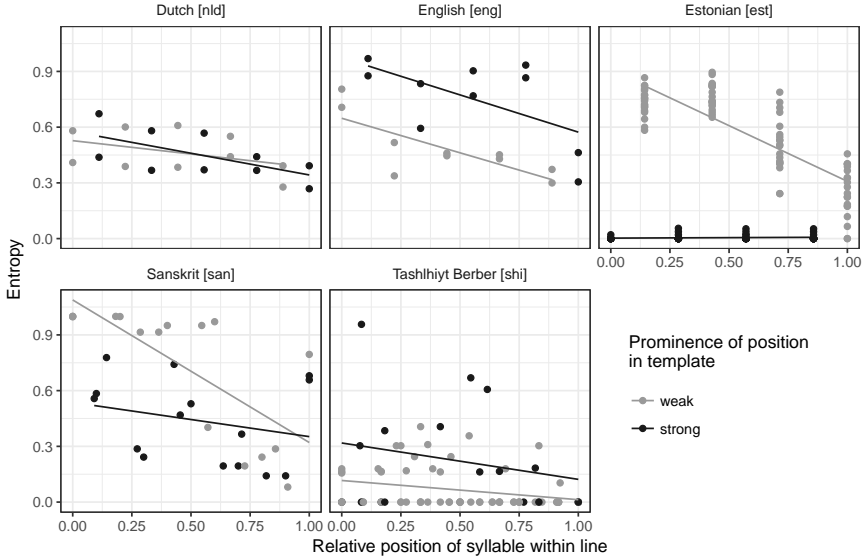 Dutch [nld]
English [eng]
Estonian [est]
0.9
0.6
0.3
0.0
0.00
0.25
0.50
0.75
1.00
Sanskrit [san]
Tashlhiyt Berber [shi]
0.9
0.6
0.3
0.0
0.00
0.25
0.50
0.75
1.00
0.00
0.25
0.50
0.75
1.00
Entropy
Relative position of syllable within line
Prominence of position
in template
weak
strong